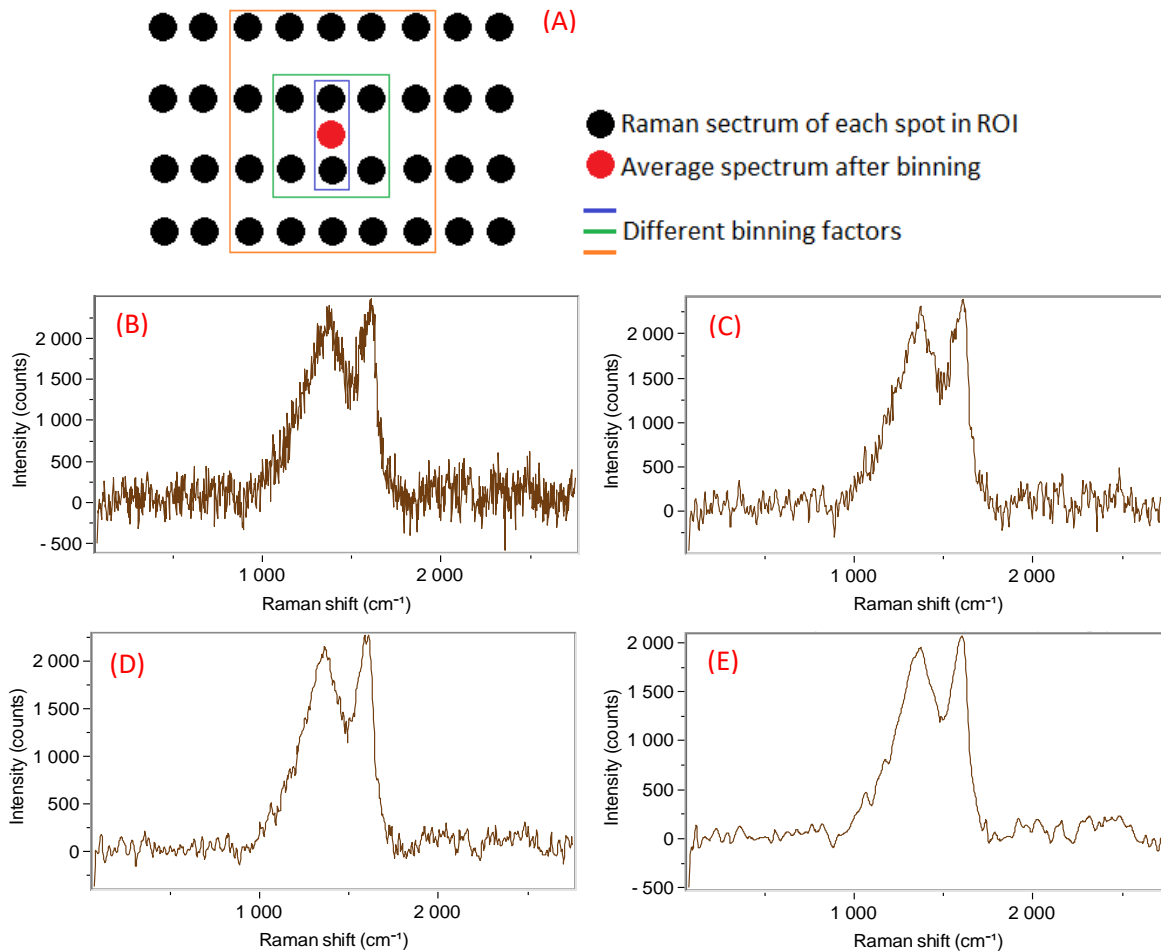 (A)
Raman sectrum of each spot in ROI
Average spectrum after binning
Different binning factors
(B)
Intensity (counts)
2 000
1 500
1 000
500
0
- 500
1 000
2 000
Raman shift (cm⁻¹)
(C)
Intensity (counts)
2 000
1 500
1 000
500
0
1 000
2 000
Raman shift (cm⁻¹)
(D)
Intensity (counts)
2 000
1 500
1 000
500
0
1 000
2 000
Raman shift (cm⁻¹)
(E)
Intensity (counts)
2 000
1 500
1 000
500
0
- 500
1 000
2 000
Raman shift (cm⁻¹)